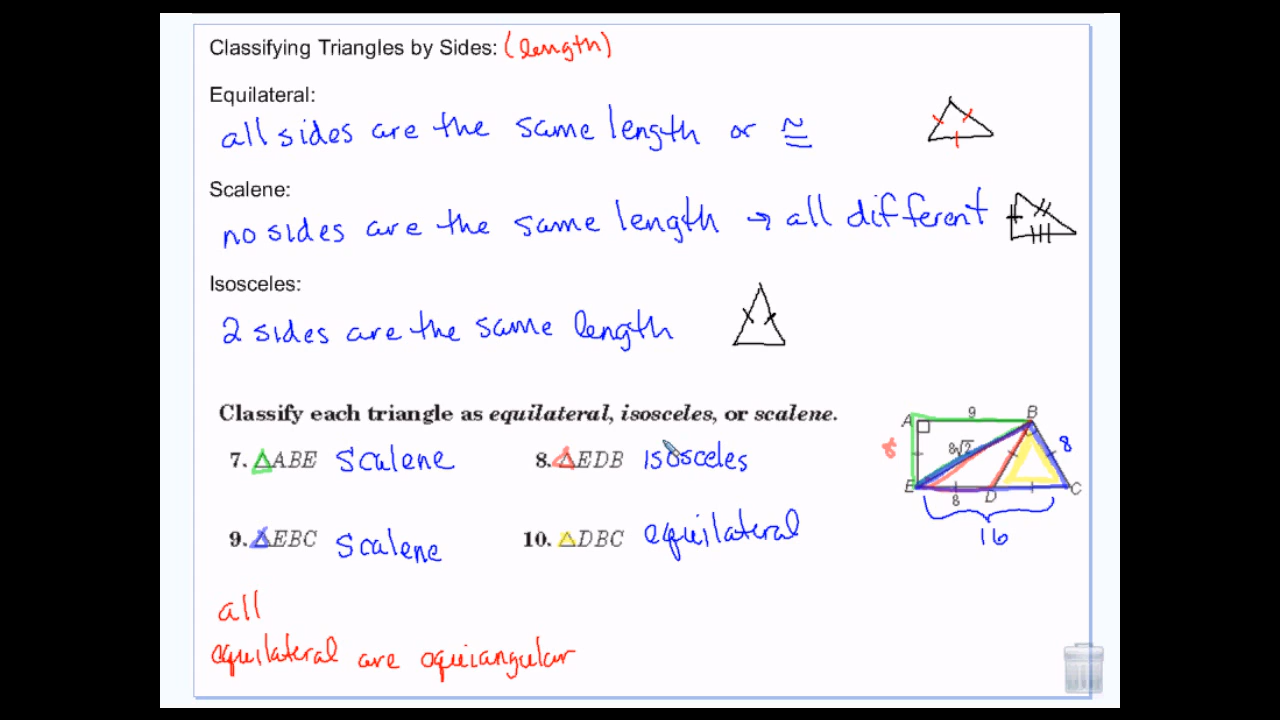 Classifying Triangles by Sides: (length)
Equilateral:
all sides are the same length or ≅
Scalene:
no sides are the same length → all different
Isosceles:
2 sides are the same length
Classify each triangle as equilateral, isosceles, or scalene.
7. △ABE scalene 8. △EDB isosceles
9. △EBC scalene 10. △DBC equilateral
A 9 B
8 8√2 8
E 8 D C
16
all
equilateral are equiangular